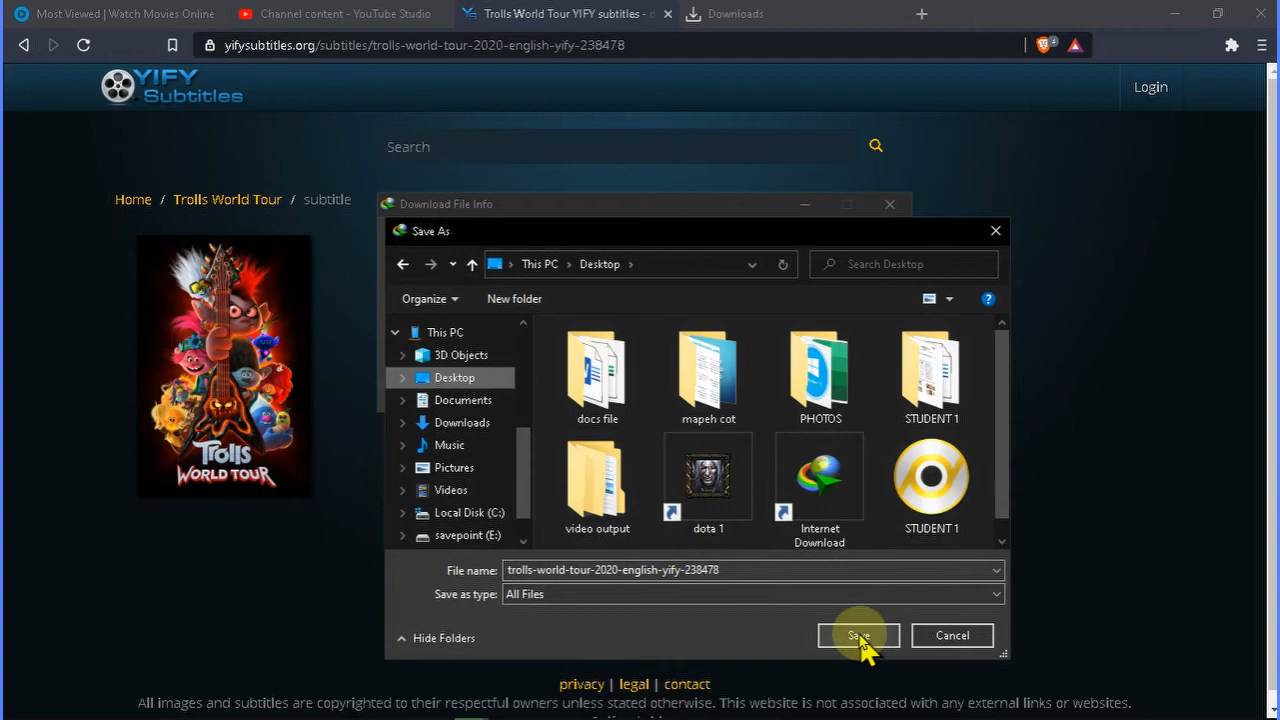 Most Viewed | Watch Movies Online
Channel content - YouTube Studio
Trolls World Tour YIFY subtitles -
Downloads
yifysubtitles.org/subtitles/trolls-world-tour-2020-english-yify-238478
YIFY
Subtitles
Login
Search
Home / Trolls World Tour / subtitle
Download File Info
Save As
This PC › Desktop ›
Search Desktop
Organize
New folder
This PC
3D Objects
Desktop
Documents
Downloads
Music
Pictures
Videos
Local Disk (C:)
savepoint (E:)
docs file
mapeh cot
PHOTOS
STUDENT 1
video output
dota 1
Internet
Download
STUDENT 1
Trolls
WORLD TOUR
File name: trolls-world-tour-2020-english-yify-238478
Save as type: All Files
Hide Folders
Save
Cancel
privacy | legal | contact
All images and subtitles are copyrighted to their respectful owners unless stated otherwise. This website is not associated with any external links or websites.